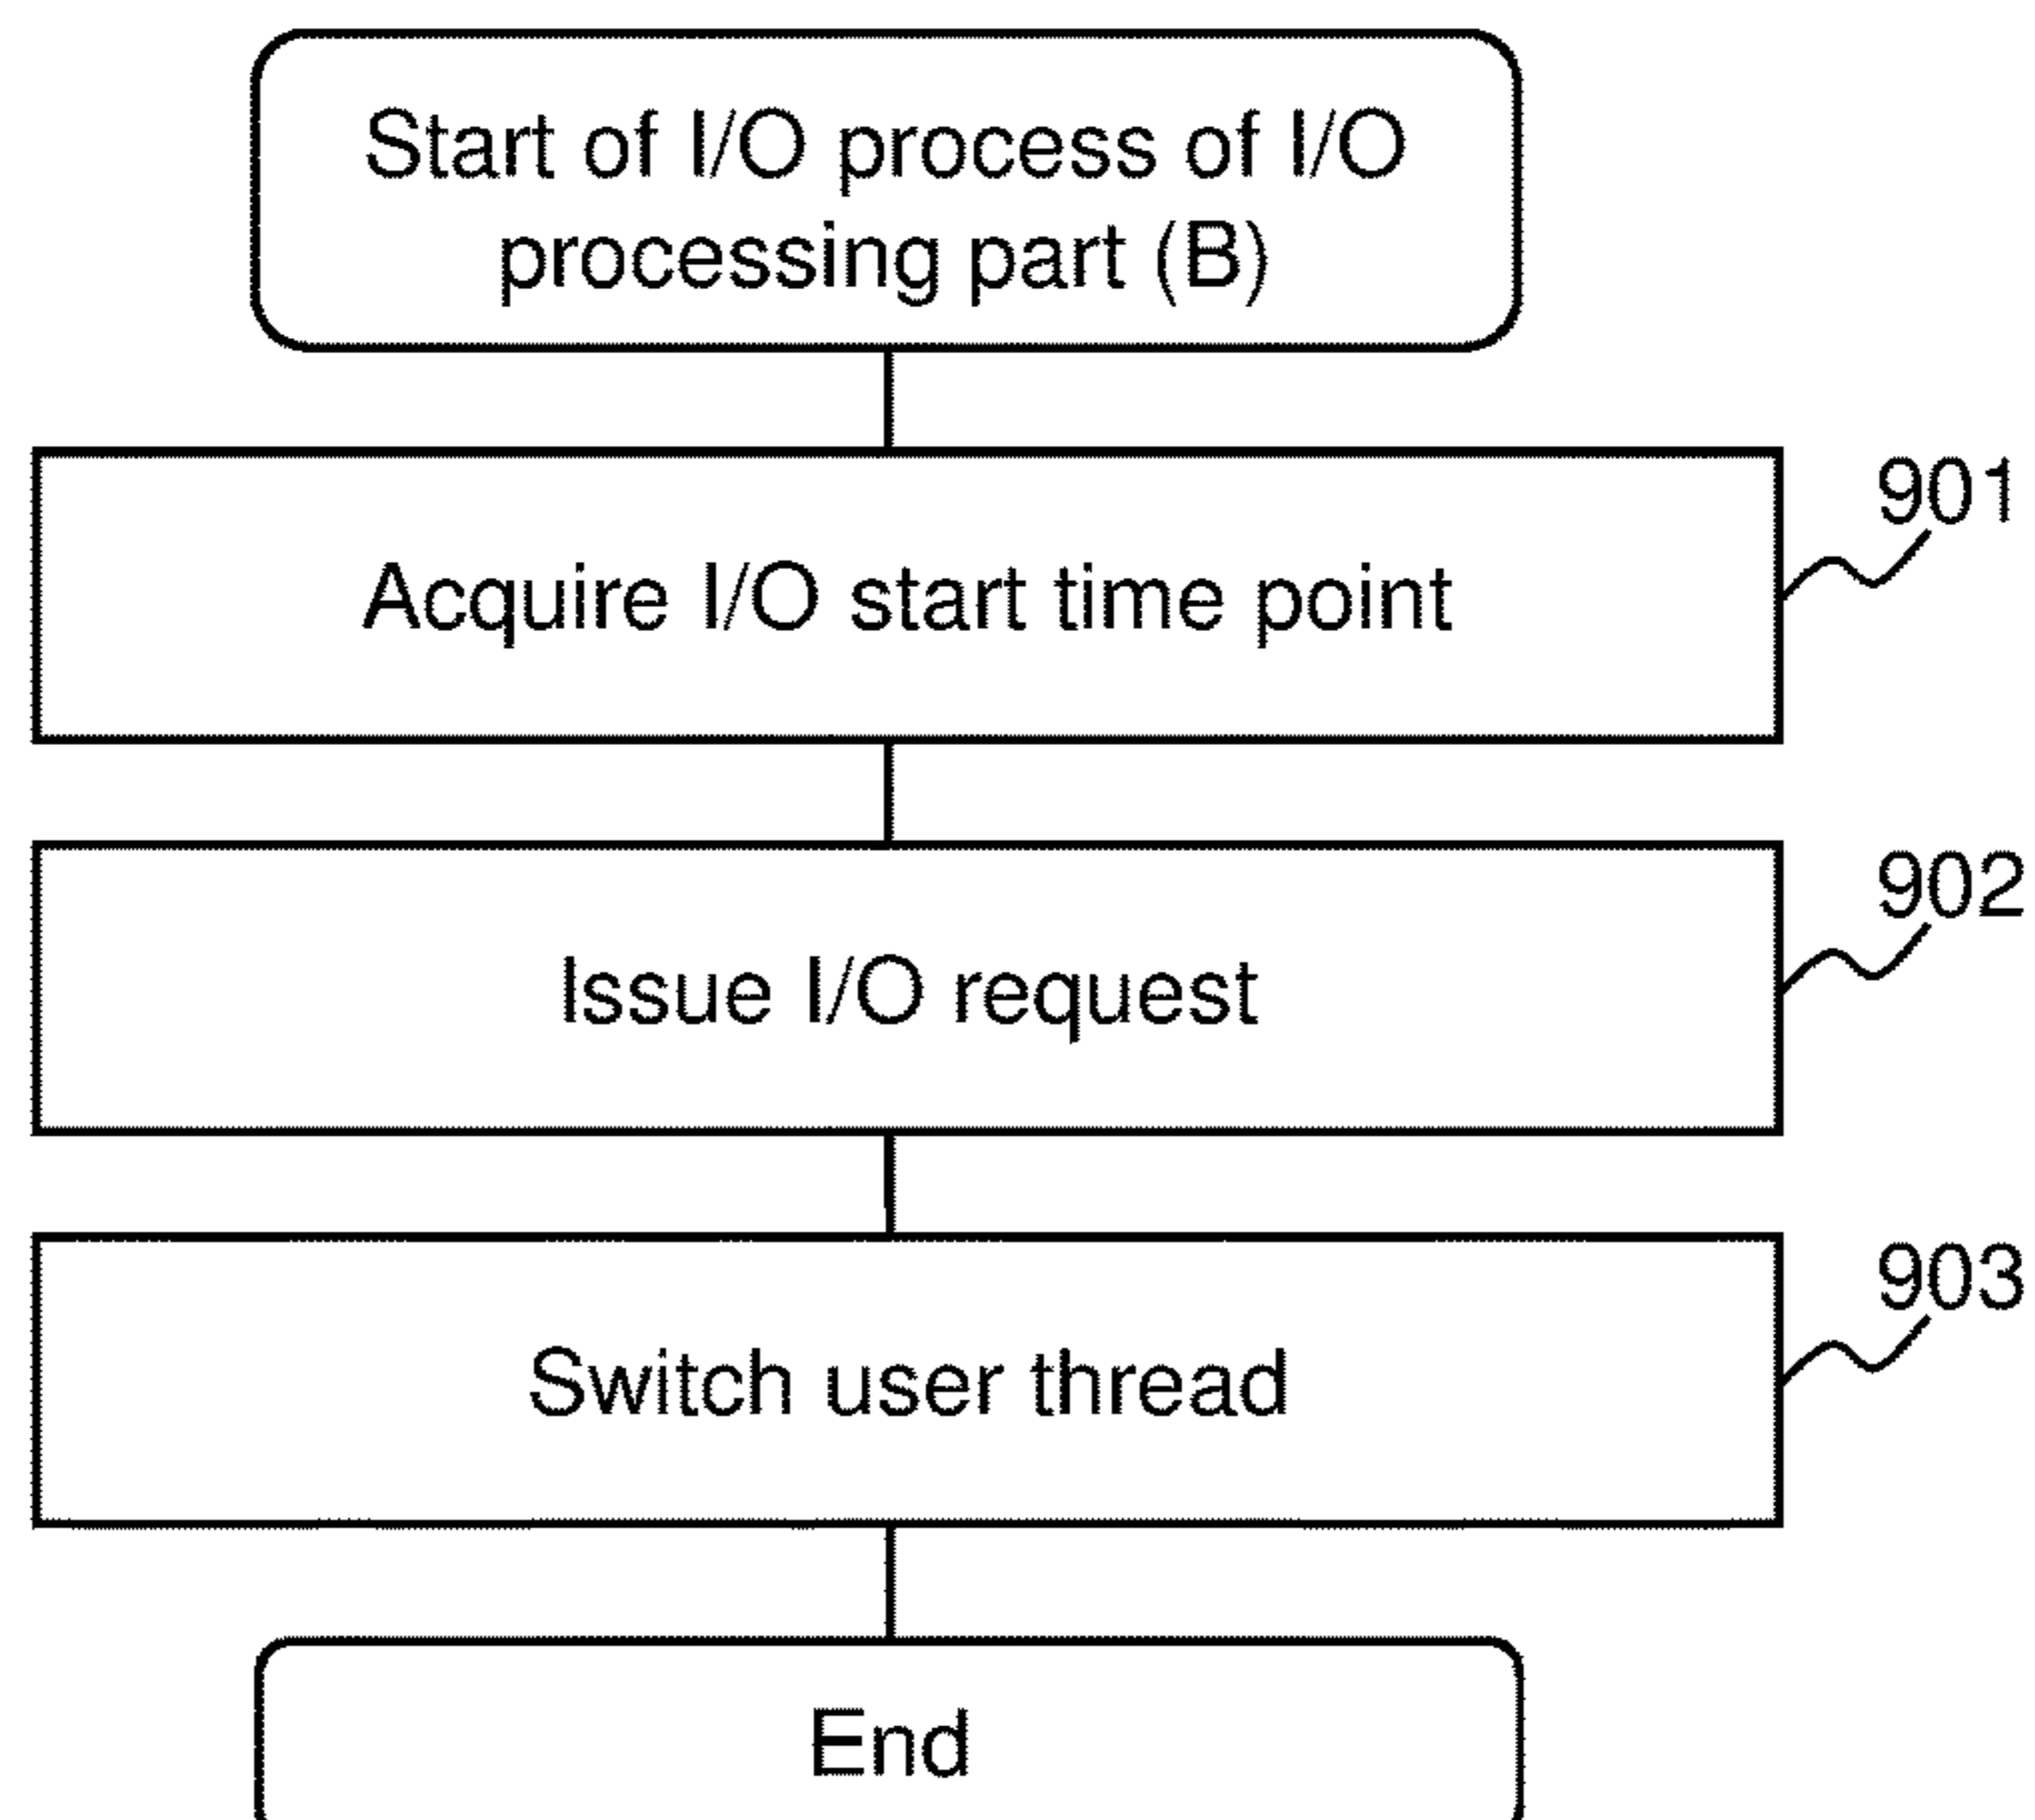 Start of I/O process of I/O
processing part (B)
901
Acquire I/O start time point
902
Issue I/O request
903
Switch user thread
End